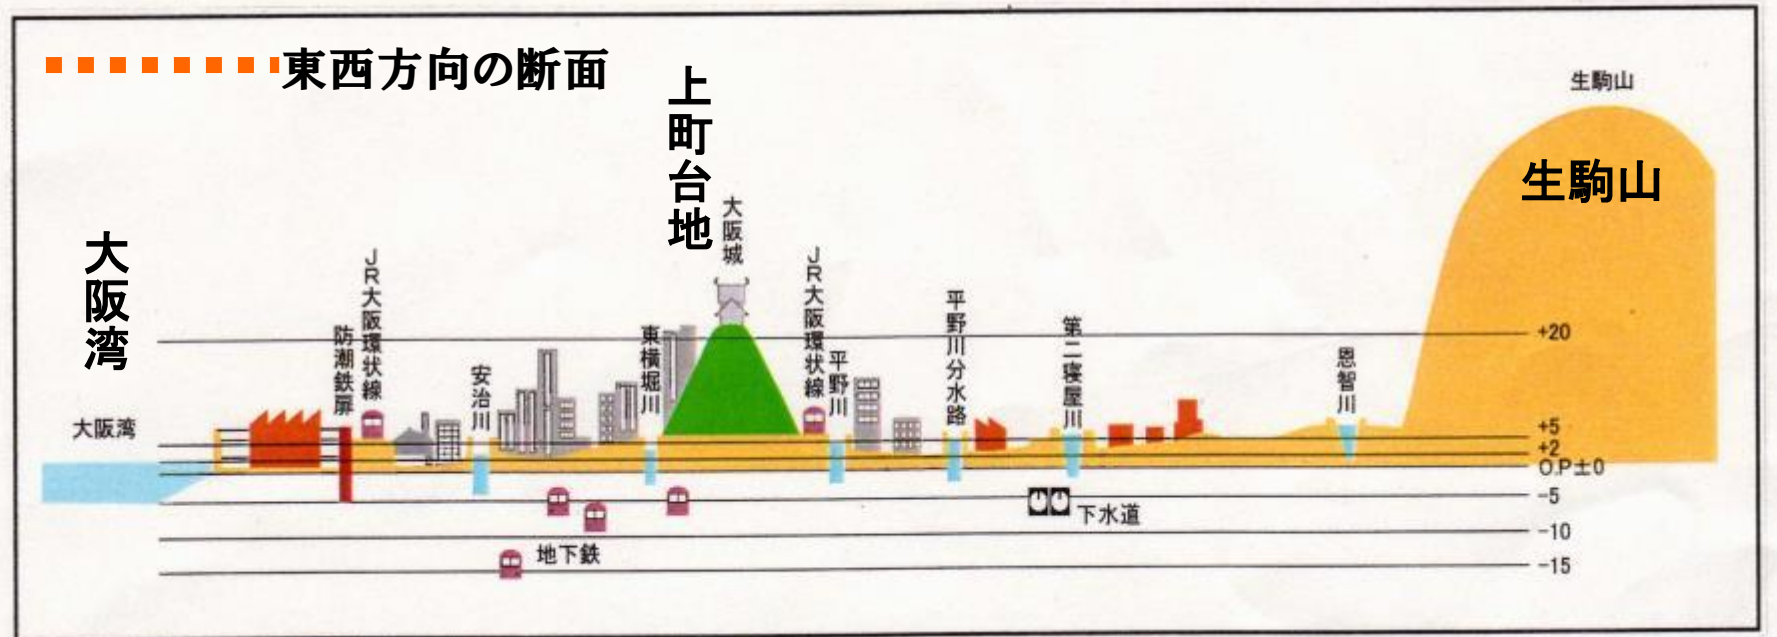 東西方向の断面
上町台地
生駒山
生駒山
大阪城
大阪湾
JR大阪環状線
JR大阪環状線
平野川分水路
防潮鉄扉
東横堀川
第二寝屋川
+20
安治川
平野川
恩智川
大阪湾
+5
+2
O.P±0
-5
下水道
-10
地下鉄
-15